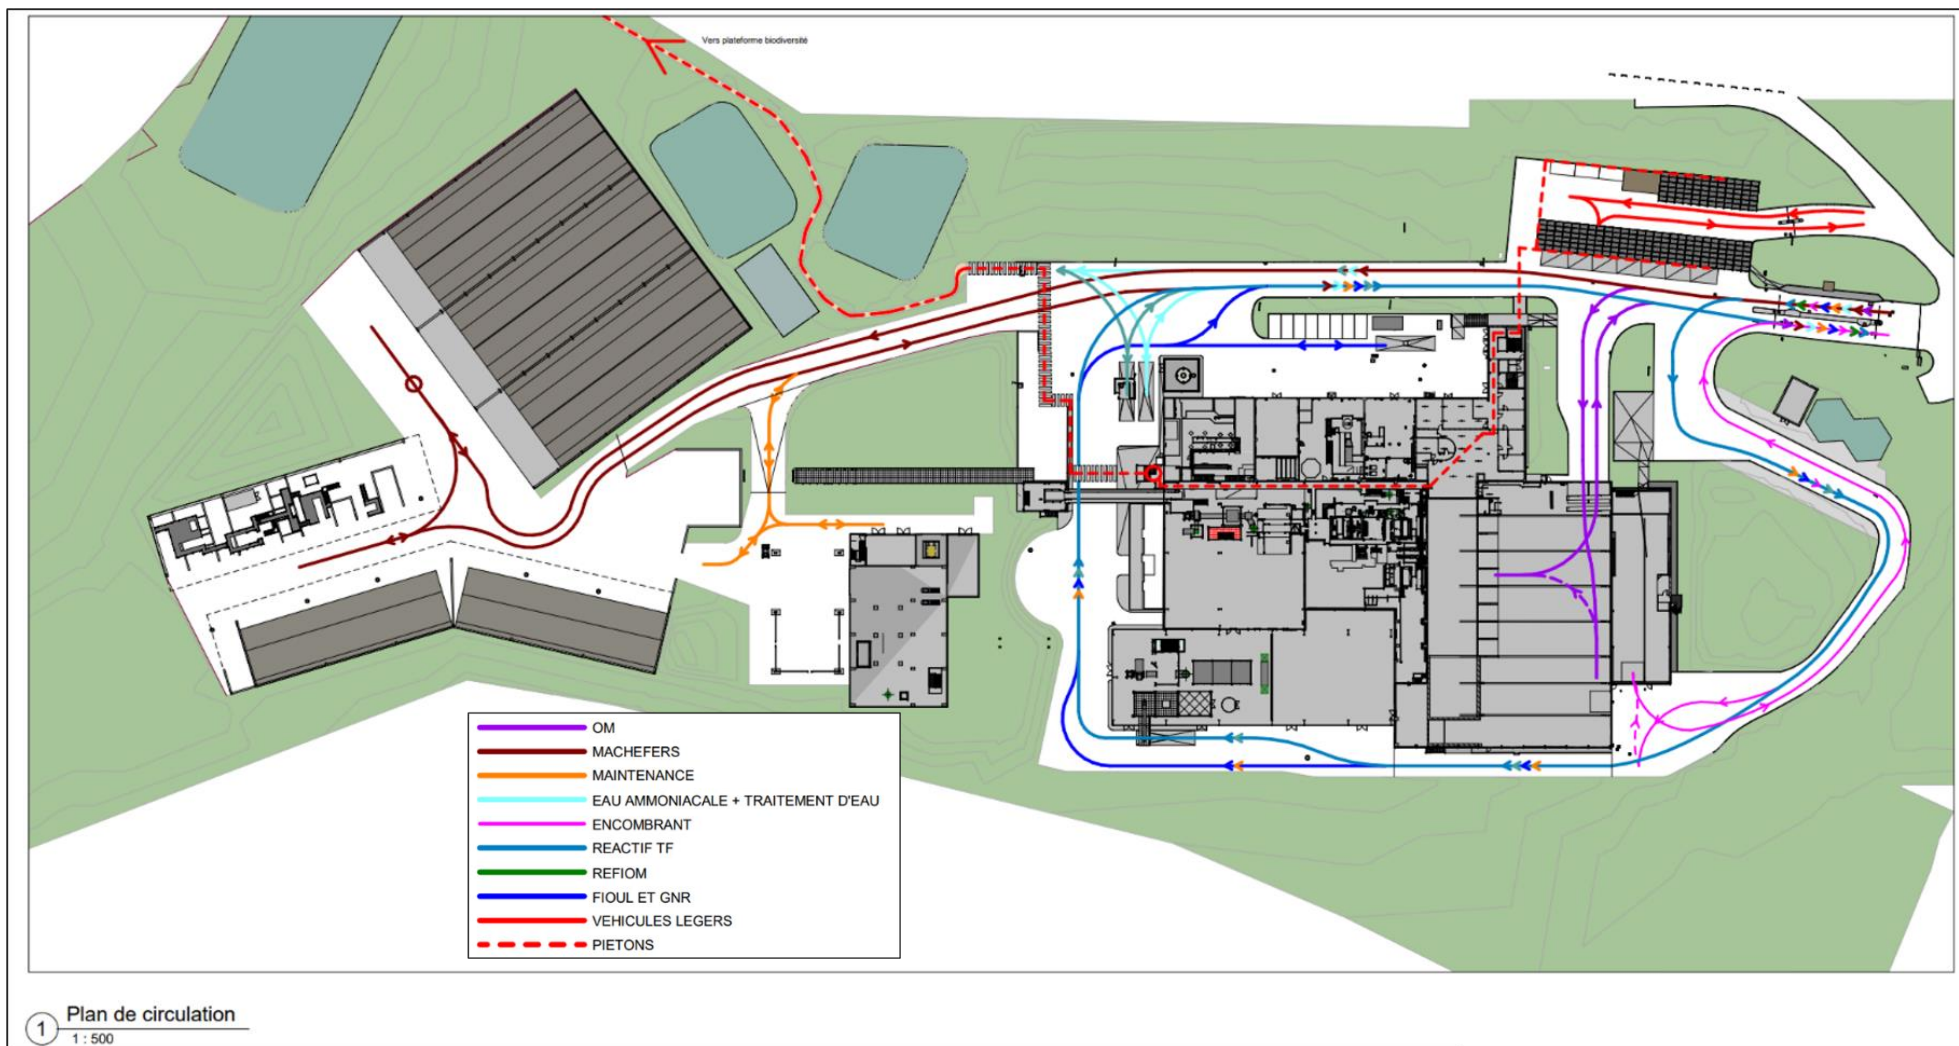 Vers plateforme biodiversité
OM
MACHEFERS
MAINTENANCE
EAU AMMONIACALE + TRAITEMENT D'EAU
ENCOMBRANT
REACTIF TF
REFIOM
FIOUL ET GNR
VEHICULES LEGERS
PIETONS
1
Plan de circulation
1 : 500